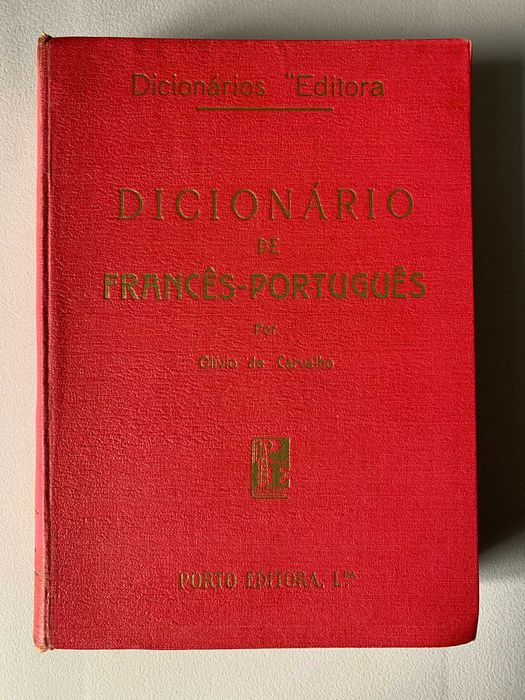 Dicionários "Editora
DICIONÁRIO
DE
FRANCÊS-PORTUGUÊS
Por
Olívio de Carvalho
PE
PORTO EDITORA, L.DA